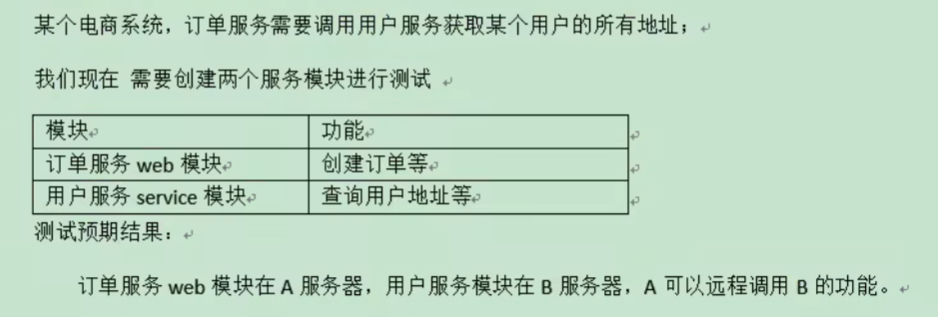 某个电商系统，订单服务需要调用用户服务获取某个用户的所有地址；
我们现在 需要创建两个服务模块进行测试
模块 功能
订单服务 web 模块 创建订单等
用户服务 service 模块 查询用户地址等
测试预期结果：
订单服务 web 模块在 A 服务器，用户服务模块在 B 服务器，A 可以远程调用 B 的功能。